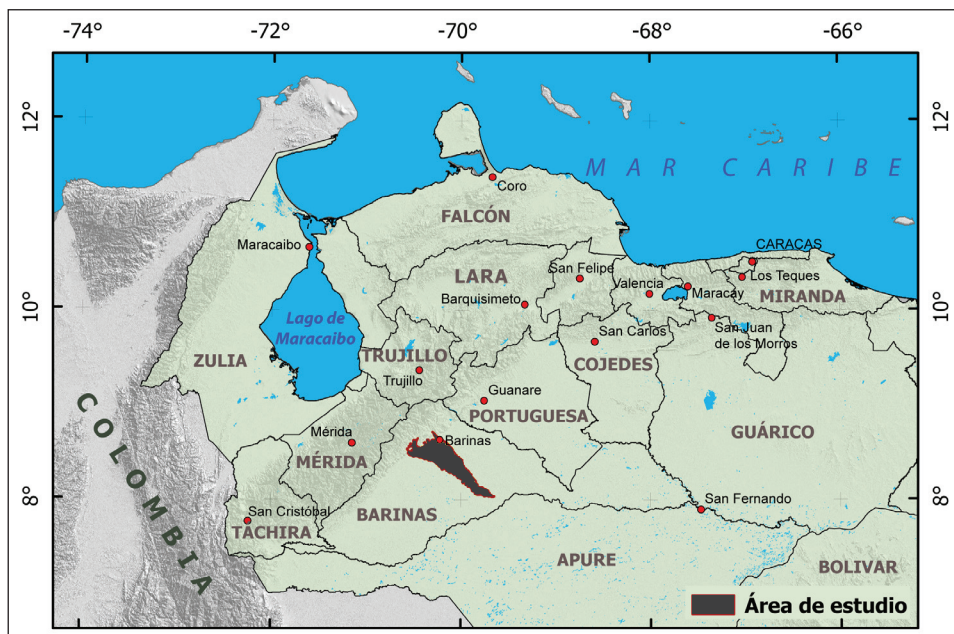 -74° -72° -70° -68° -66°
12° 12°
MAR CARIBE
Coro
FALCÓN
Maracaibo
CARACAS
LARA
San Felipe
Los Teques
Valencia
Maracay
MIRANDA
Barquisimeto
10° 10°
Lago de
Maracaibo
San Juan
de los Morros
San Carlos
ZULIA
TRUJILLO
COJEDES
Trujillo
Guanare
PORTUGUESA
COLOMBIA
GUÁRICO
Mérida
Barinas
MÉRIDA
8° 8°
San Fernando
San Cristóbal
BARINAS
TÁCHIRA
APURE
BOLIVAR
Área de estudio